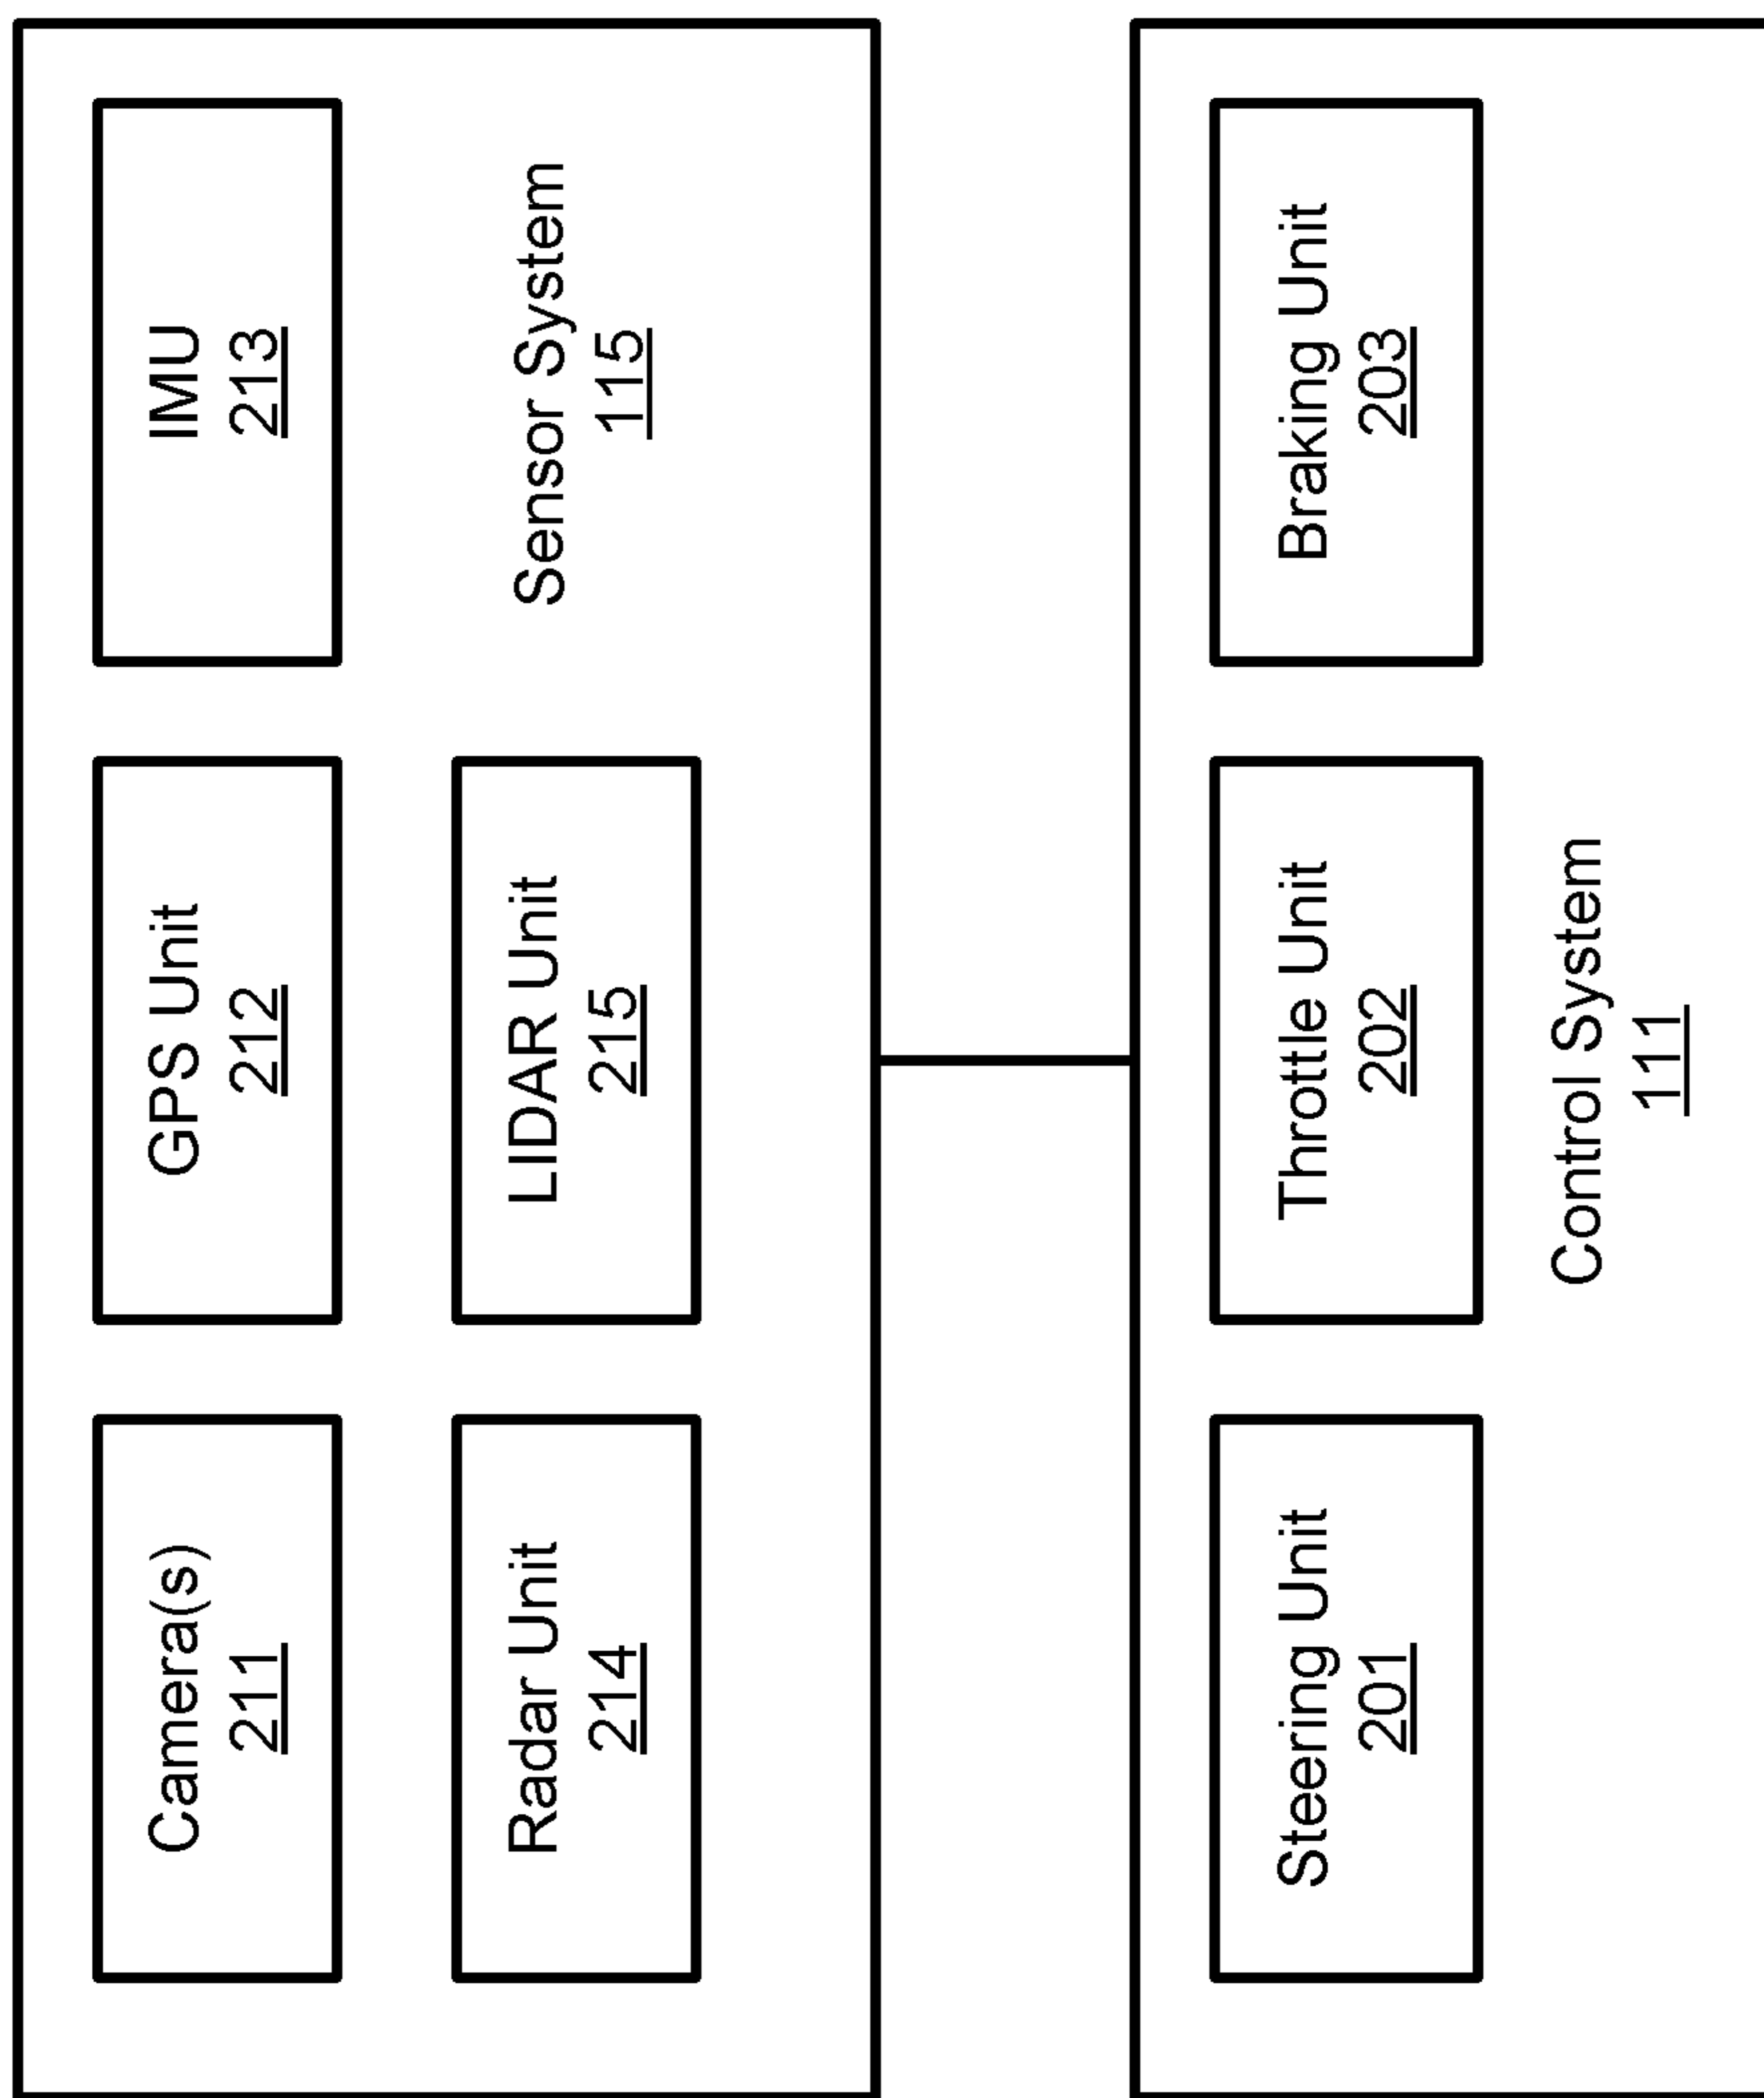 Camera(s)
211
GPS Unit
212
IMU
213
Radar Unit
214
LIDAR Unit
215
Sensor System
115
Steering Unit
201
Throttle Unit
202
Braking Unit
203
Control System
111